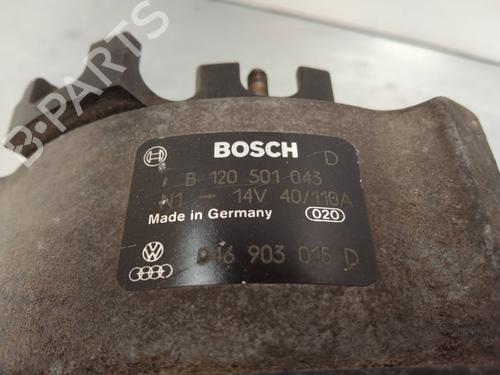 B-PARTS
BOSCH D
B 120 501 043
N1 → 14V 40/110A
Made in Germany 020
046 903 015 D